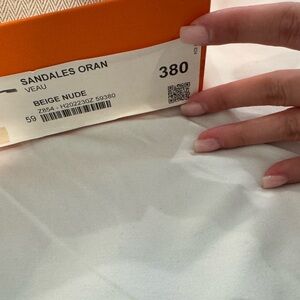 SANDALES ORAN
VEAU
380
BEIGE NUDE
Z854 - H202230Z 59380
59